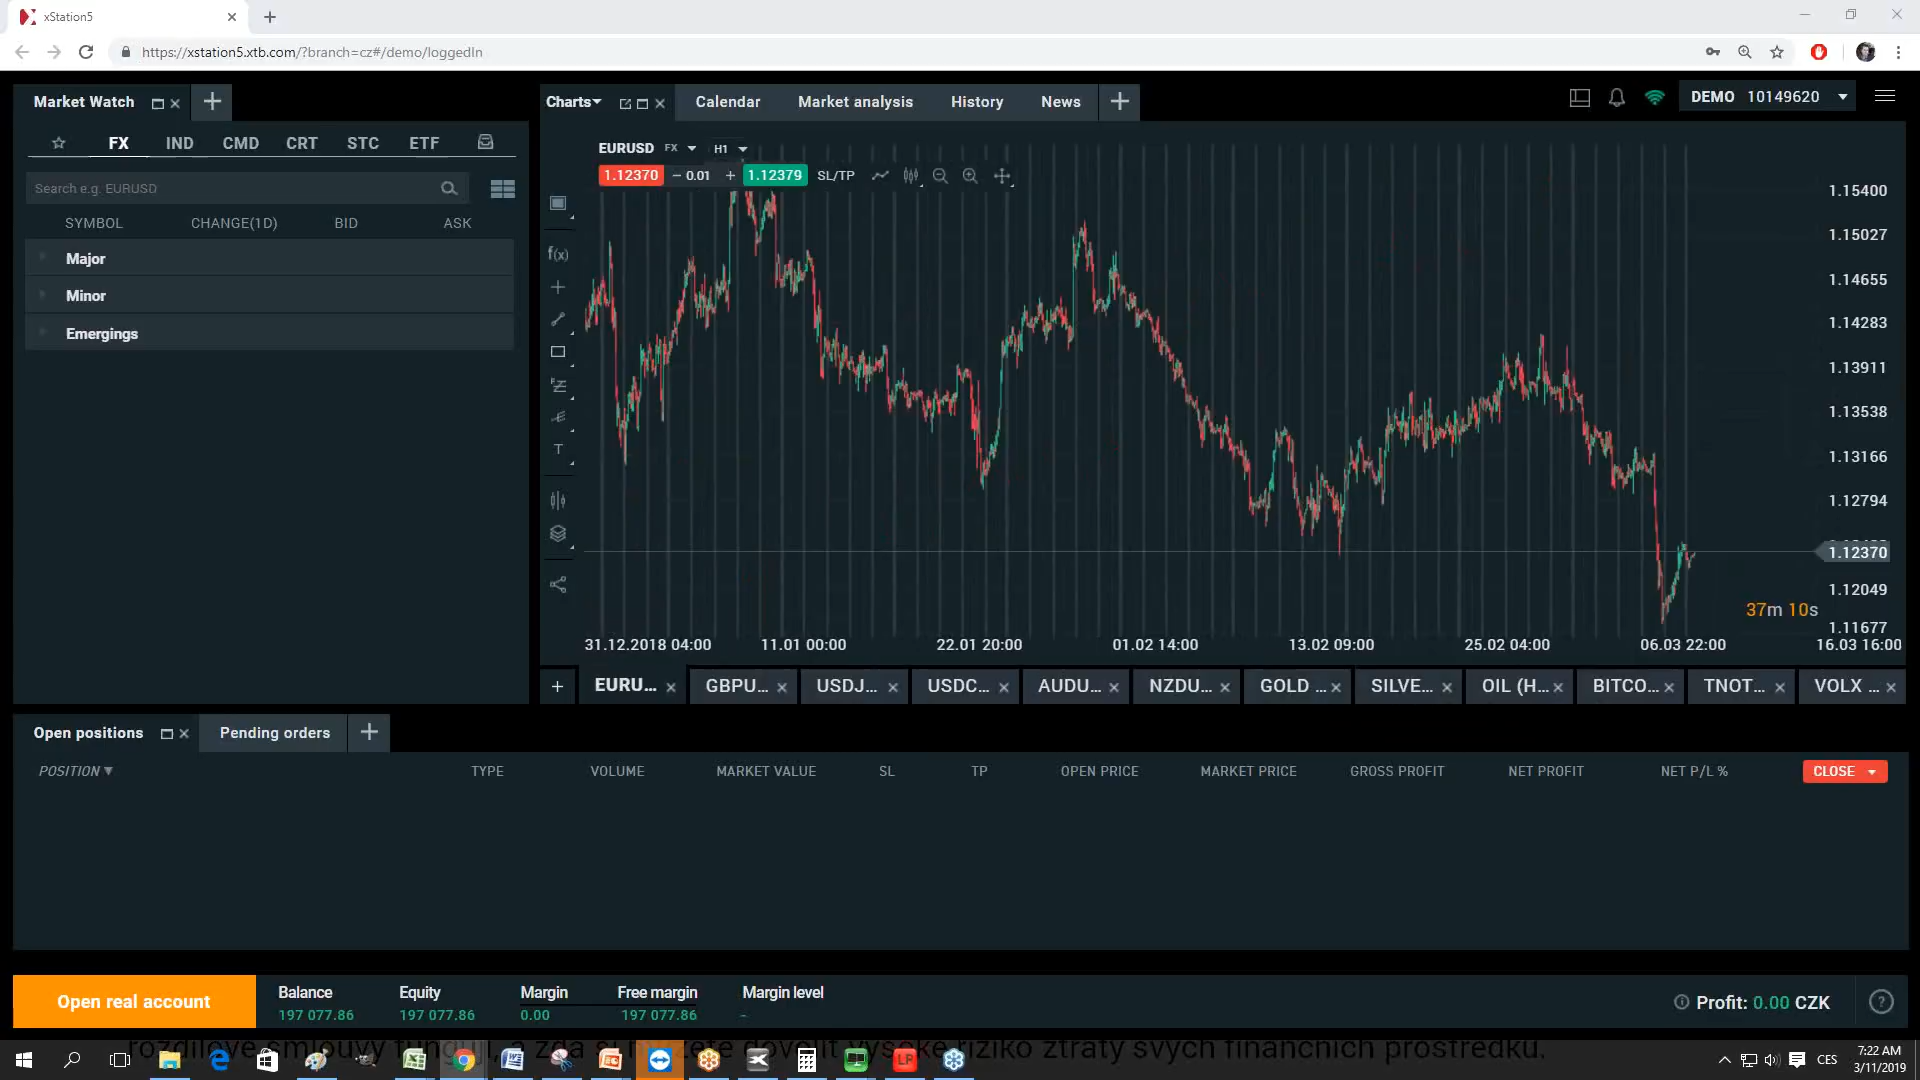 xStation5
https://xstation5.xtb.com/?branch=cz#/demo/loggedIn
Market Watch
Charts Calendar Market analysis History News
DEMO 10149620
FX IND CMD CRT STC ETF
Search e.g. EURUSD
SYMBOL CHANGE(1D) BID ASK
Major
Minor
Emergings
EURUSD FX H1
1.12370 − 0.01 + 1.12379 SL/TP
f(x)
T
1.15400
1.15027
1.14655
1.14283
1.13911
1.13538
1.13166
1.12794
1.12370
1.12049
37m 10s
1.11677
31.12.2018 04:00 11.01 00:00 22.01 20:00 01.02 14:00 13.02 09:00 25.02 04:00 06.03 22:00 16.03 16:00
EURU... GBPU... USDJ... USDC... AUDU... NZDU... GOLD ... SILVE... OIL (H... BITCO... TNOT... VOLX ...
Open positions Pending orders
POSITION TYPE VOLUME MARKET VALUE SL TP OPEN PRICE MARKET PRICE GROSS PROFIT NET PROFIT NET P/L % CLOSE
Open real account
Balance Equity Margin Free margin Margin level
197 077.86 197 077.86 0.00 197 077.86 -
Profit: 0.00 CZK
riziko ztráty svých finančních prostředků.
CES
7:22 AM
3/11/2019